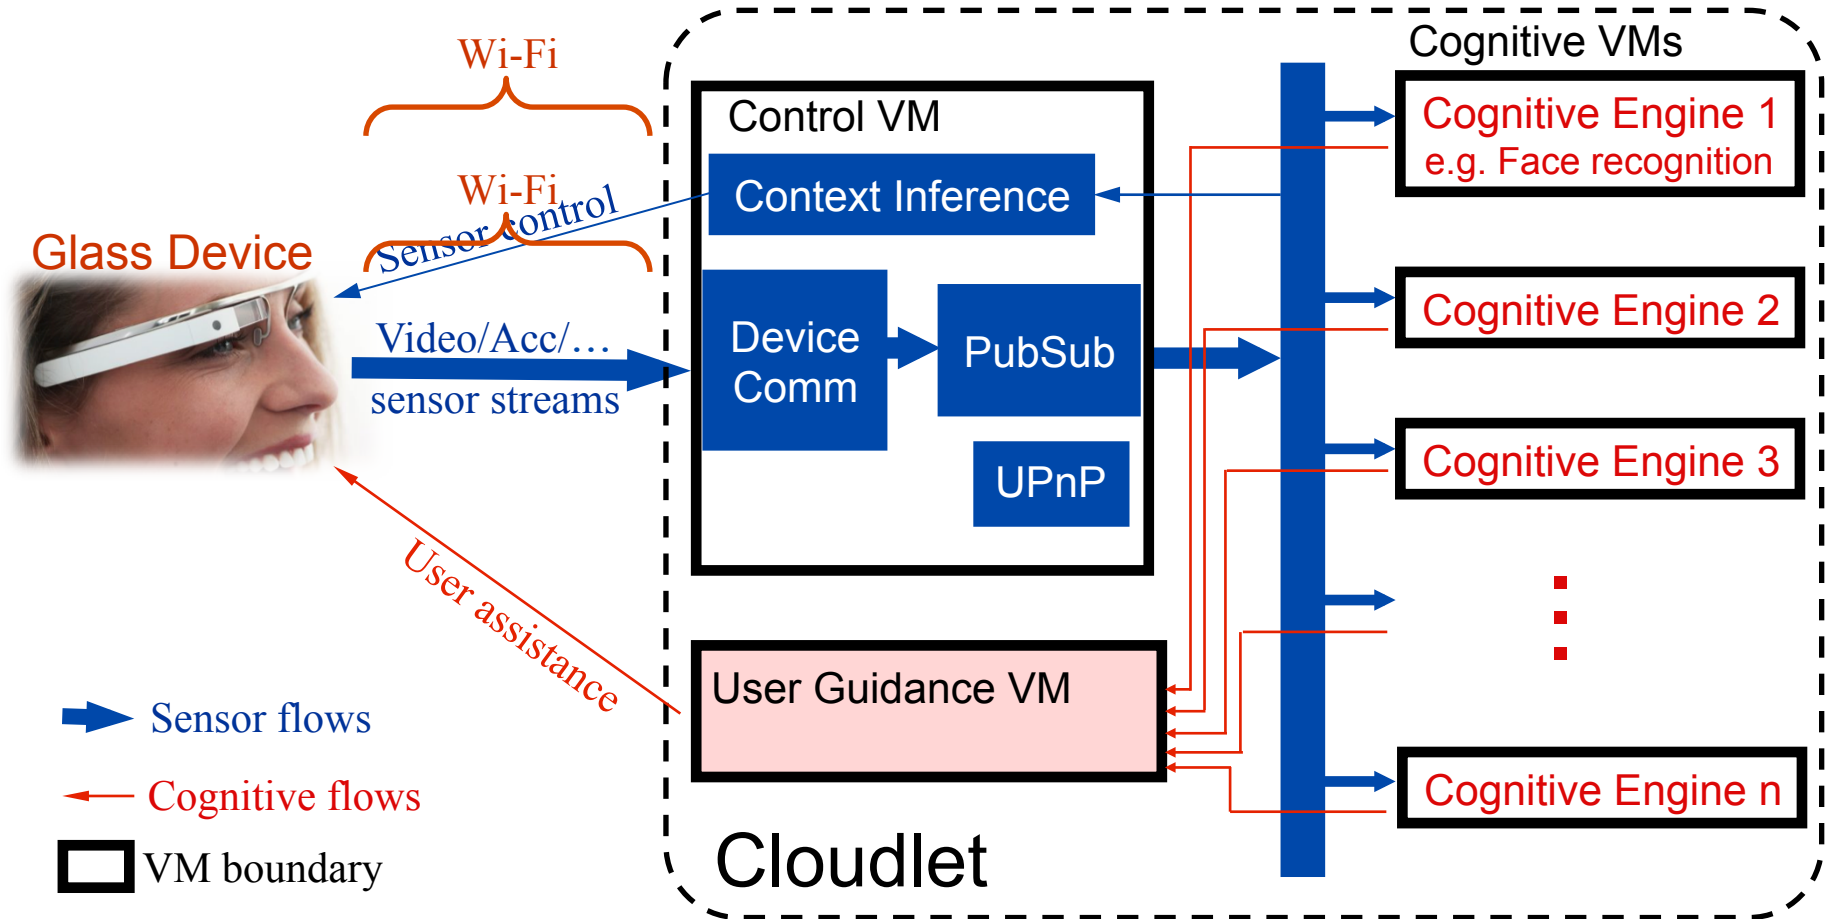 Wi-Fi
Wi-Fi
Sensor control
Glass Device
Video/Acc/…
sensor streams
User assistance
Sensor flows
Cognitive flows
VM boundary
Control VM
Context Inference
Device
Comm
PubSub
UPnP
User Guidance VM
Cloudlet
Cognitive VMs
Cognitive Engine 1
e.g. Face recognition
Cognitive Engine 2
Cognitive Engine 3
Cognitive Engine n